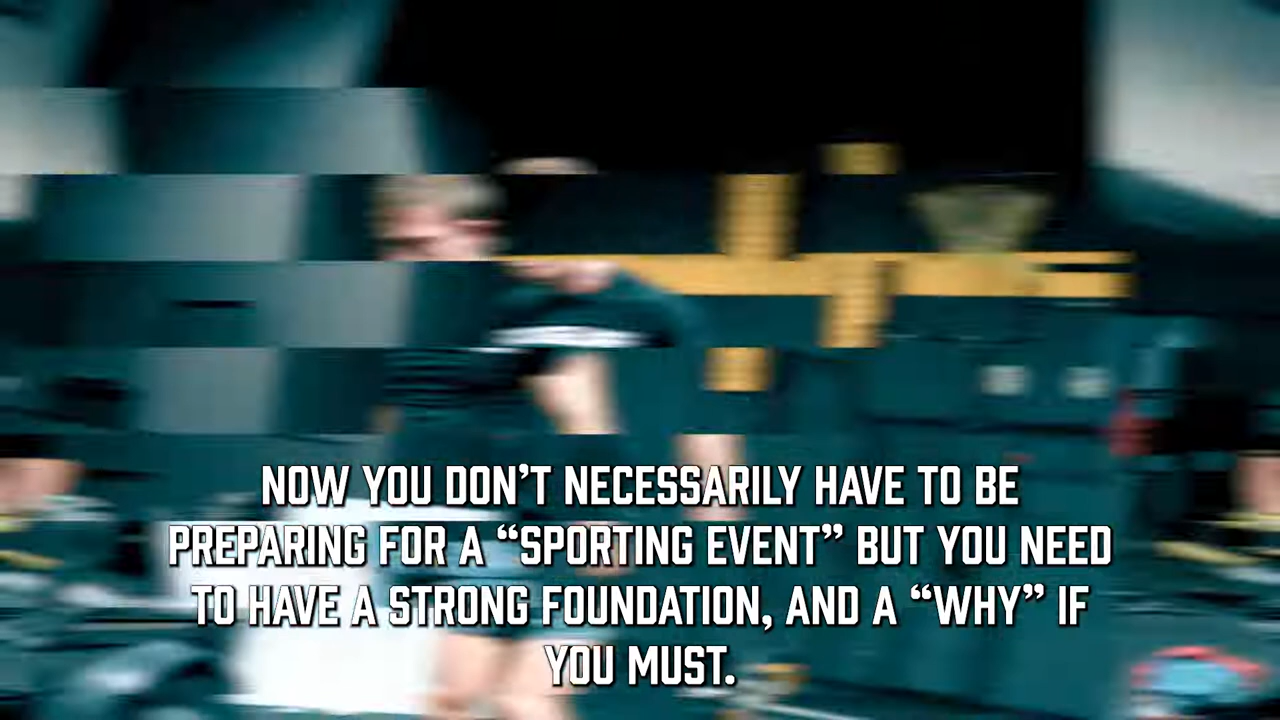 NOW YOU DON’T NECESSARILY HAVE TO BE
PREPARING FOR A “SPORTING EVENT” BUT YOU NEED
TO HAVE A STRONG FOUNDATION, AND A “WHY” IF
YOU MUST.